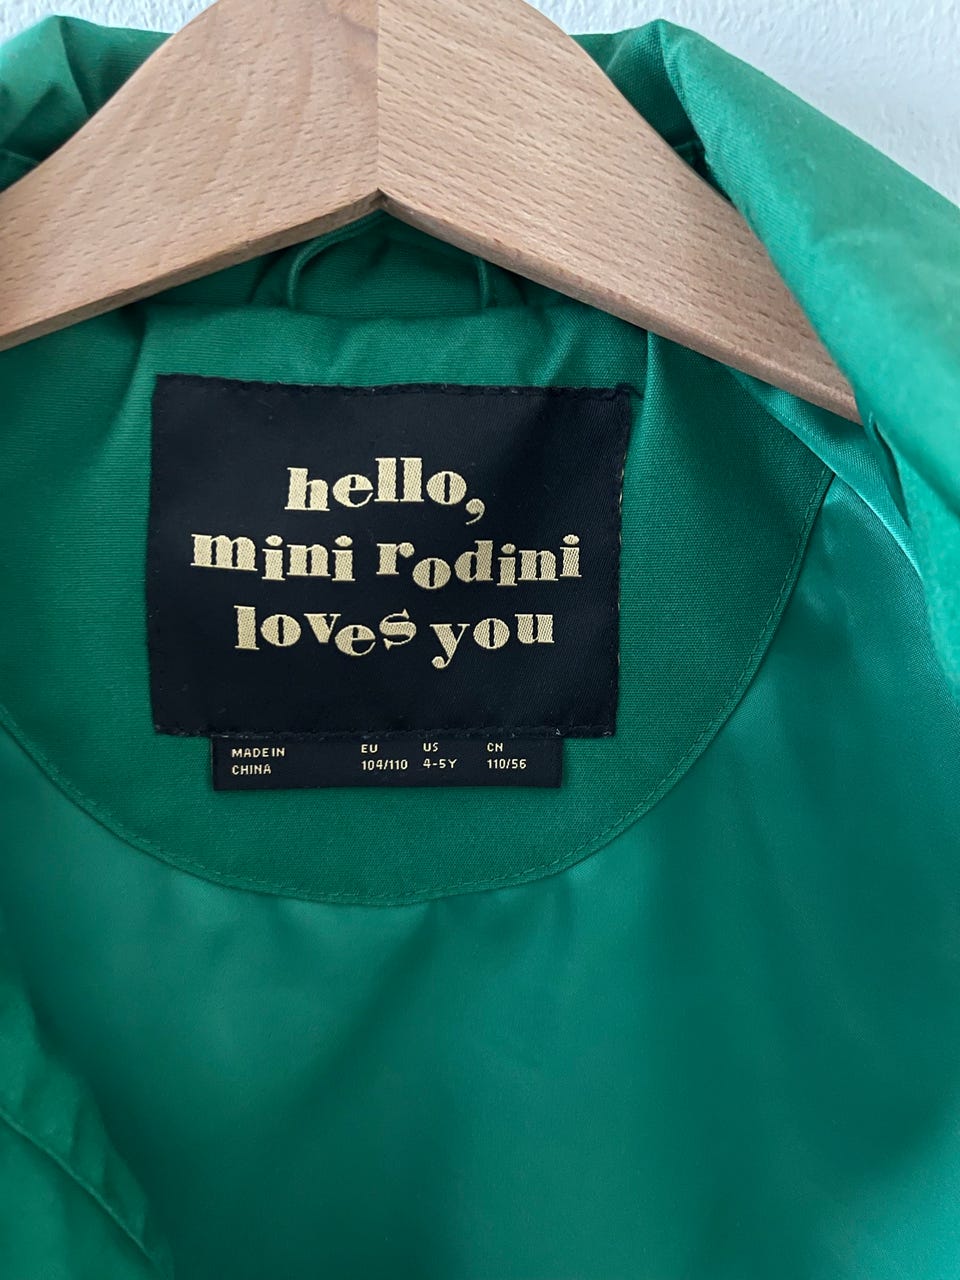 hello,
mini rodini
loves you
MADE IN EU US CN
CHINA 104/110 4-5Y 110/56